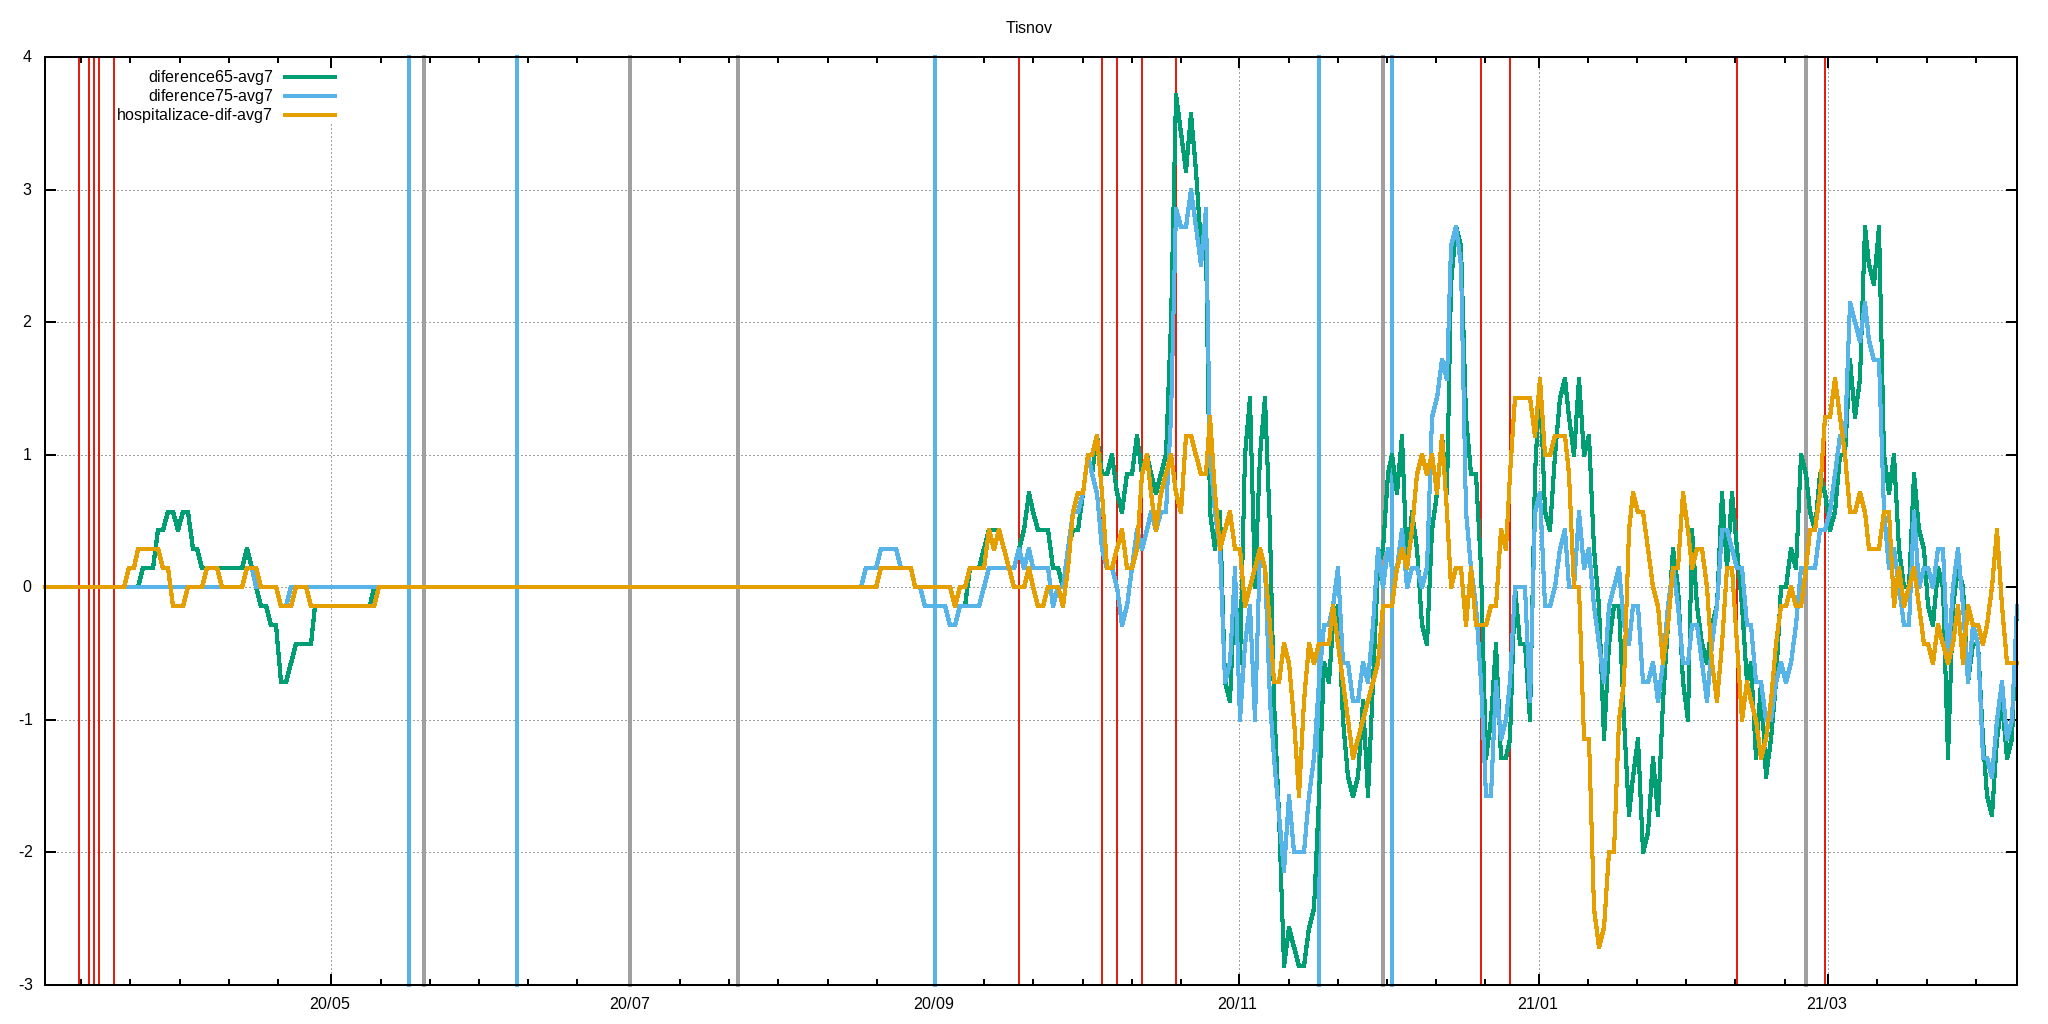 Tisnov
diference65-avg7
diference75-avg7
hospitalizace-dif-avg7
4
3
2
1
0
-1
-2
-3
20/05 20/07 20/09 20/11 21/01 21/03